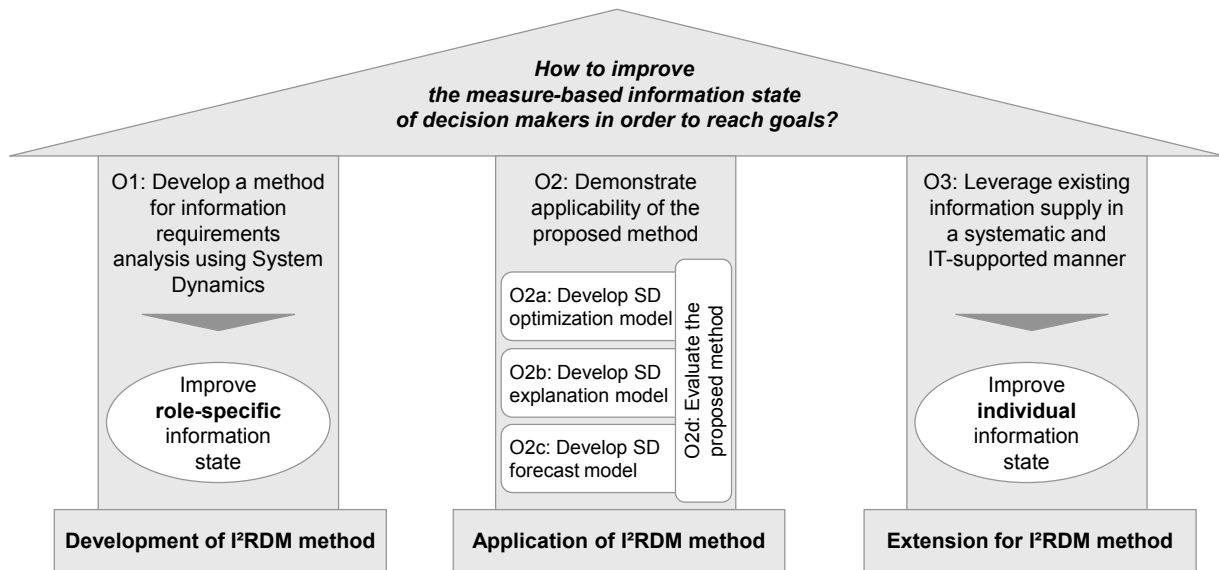 How to improve
the measure-based information state
of decision makers in order to reach goals?
O1: Develop a method
for information
requirements
analysis using System
Dynamics
Improve
role-specific
information
state
Development of I²RDM method
O2: Demonstrate
applicability of the
proposed method
O2a: Develop SD
optimization model
O2b: Develop SD
explanation model
O2c: Develop SD
forecast model
O2d: Evaluate the
proposed method
Application of I²RDM method
O3: Leverage existing
information supply in
a systematic and
IT-supported manner
Improve
individual
information
state
Extension for I²RDM method